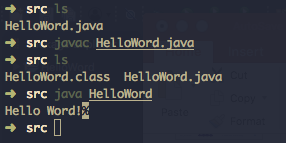 ➜ src ls
HelloWord.java
➜ src javac HelloWord.java
➜ src ls
HelloWord.class HelloWord.java
➜ src java HelloWord
Hello Word!%
➜ src